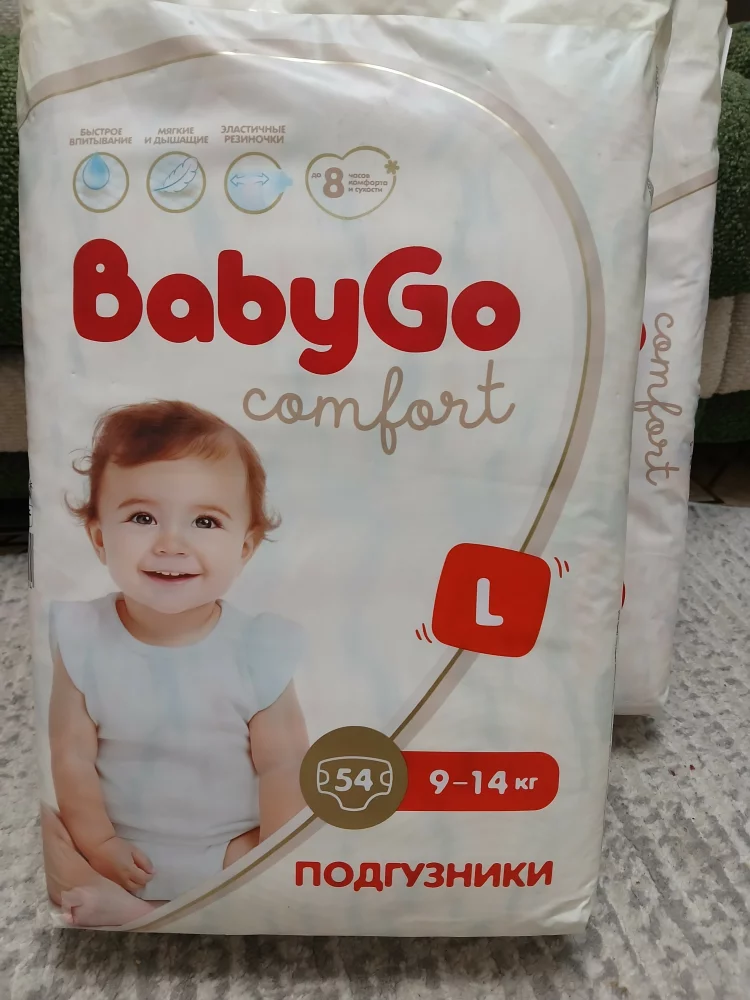 БЫСТРОЕ
ВПИТЫВАНИЕ
МЯГКИЕ
И ДЫШАЩИЕ
ЭЛАСТИЧНЫЕ
РЕЗИНОЧКИ
до 8 часов
комфорта
и сухости
*
BabyGo
comfort
L
54
9–14 кг
ПОДГУЗНИКИ
comfort